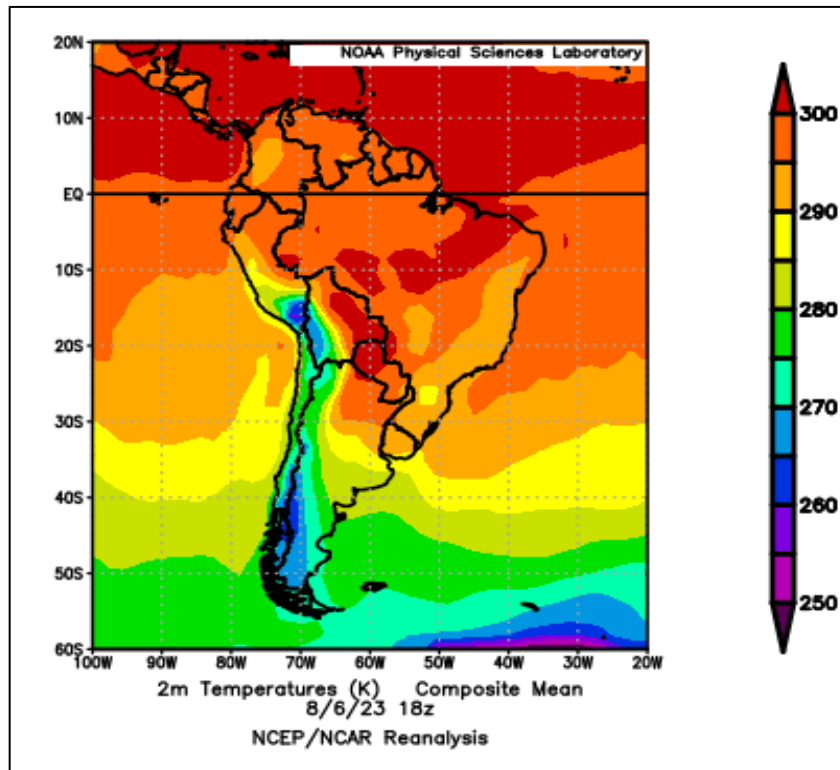 NOAA Physical Sciences Laboratory
20N
10N
EQ
10S
20S
30S
40S
50S
60S
100W 90W 80W 70W 60W 50W 40W 30W 20W
300
290
280
270
260
250
2m Temperatures (K) Composite Mean
8/6/23 18z
NCEP/NCAR Reanalysis